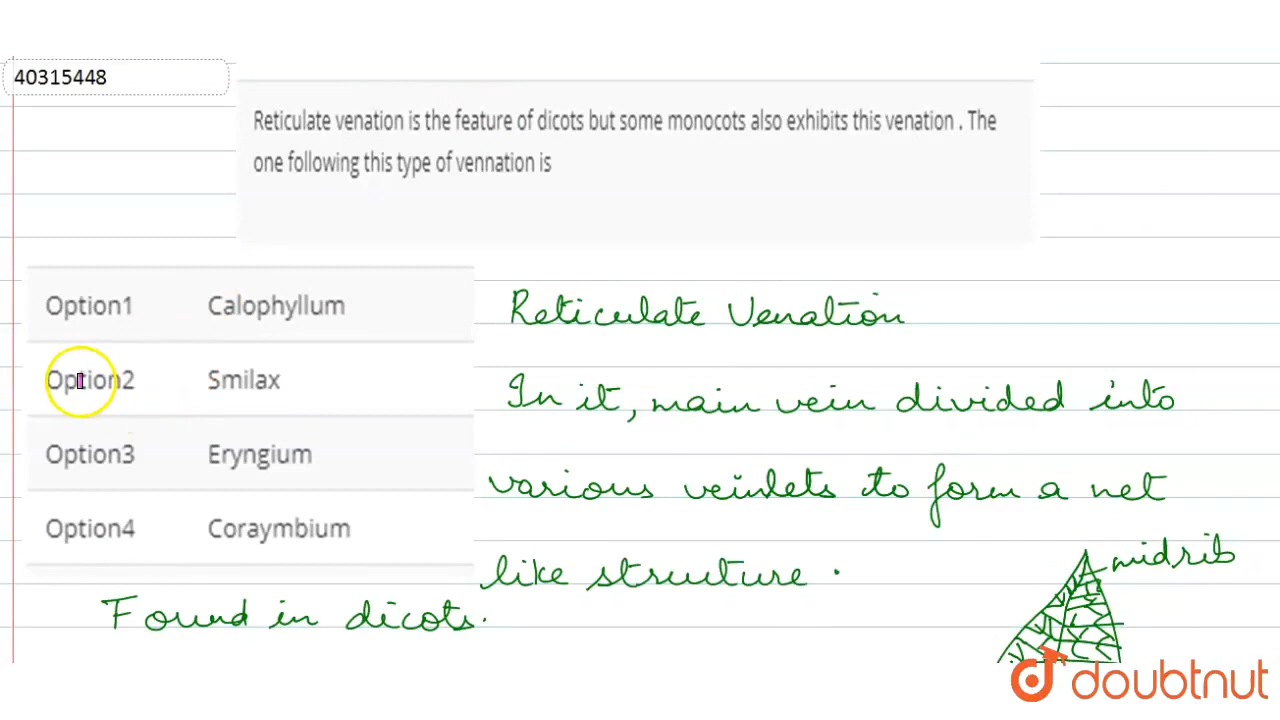 40315448
Reticulate venation is the feature of dicots but some monocots also exhibits this venation . The
one following this type of vennation is
Option1 Calophyllum
Option2 Smilax
Option3 Eryngium
Option4 Coraymbium
Reticulate Venation
In it, main vein divided into
various veinlets to form a net
like structure .
midrib
Found in dicots.
doubtnut